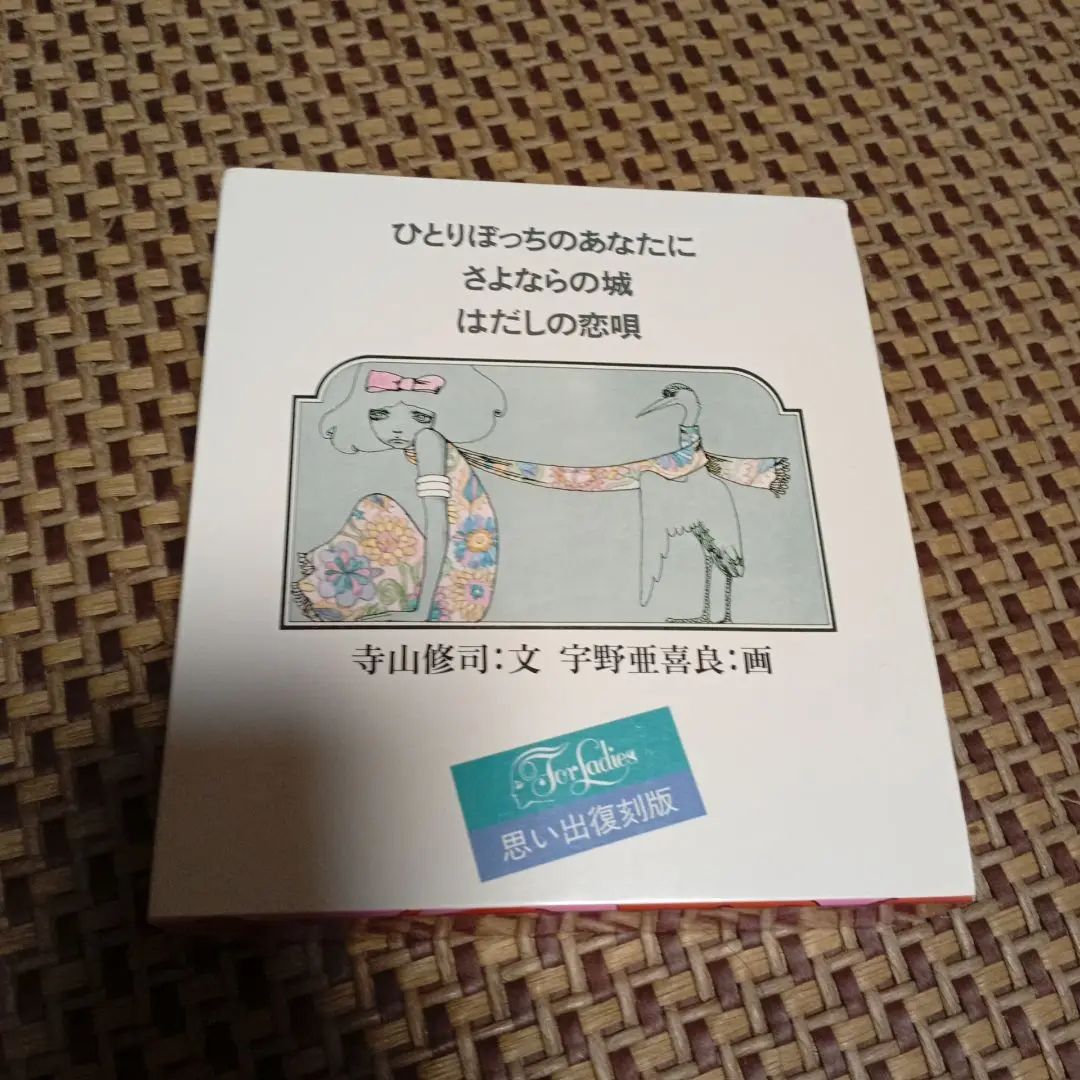 ひとりぼっちのあなたに
さよならの城
はだしの恋唄
寺山修司：文 宇野亜喜良：画
For Ladies
思い出復刻版